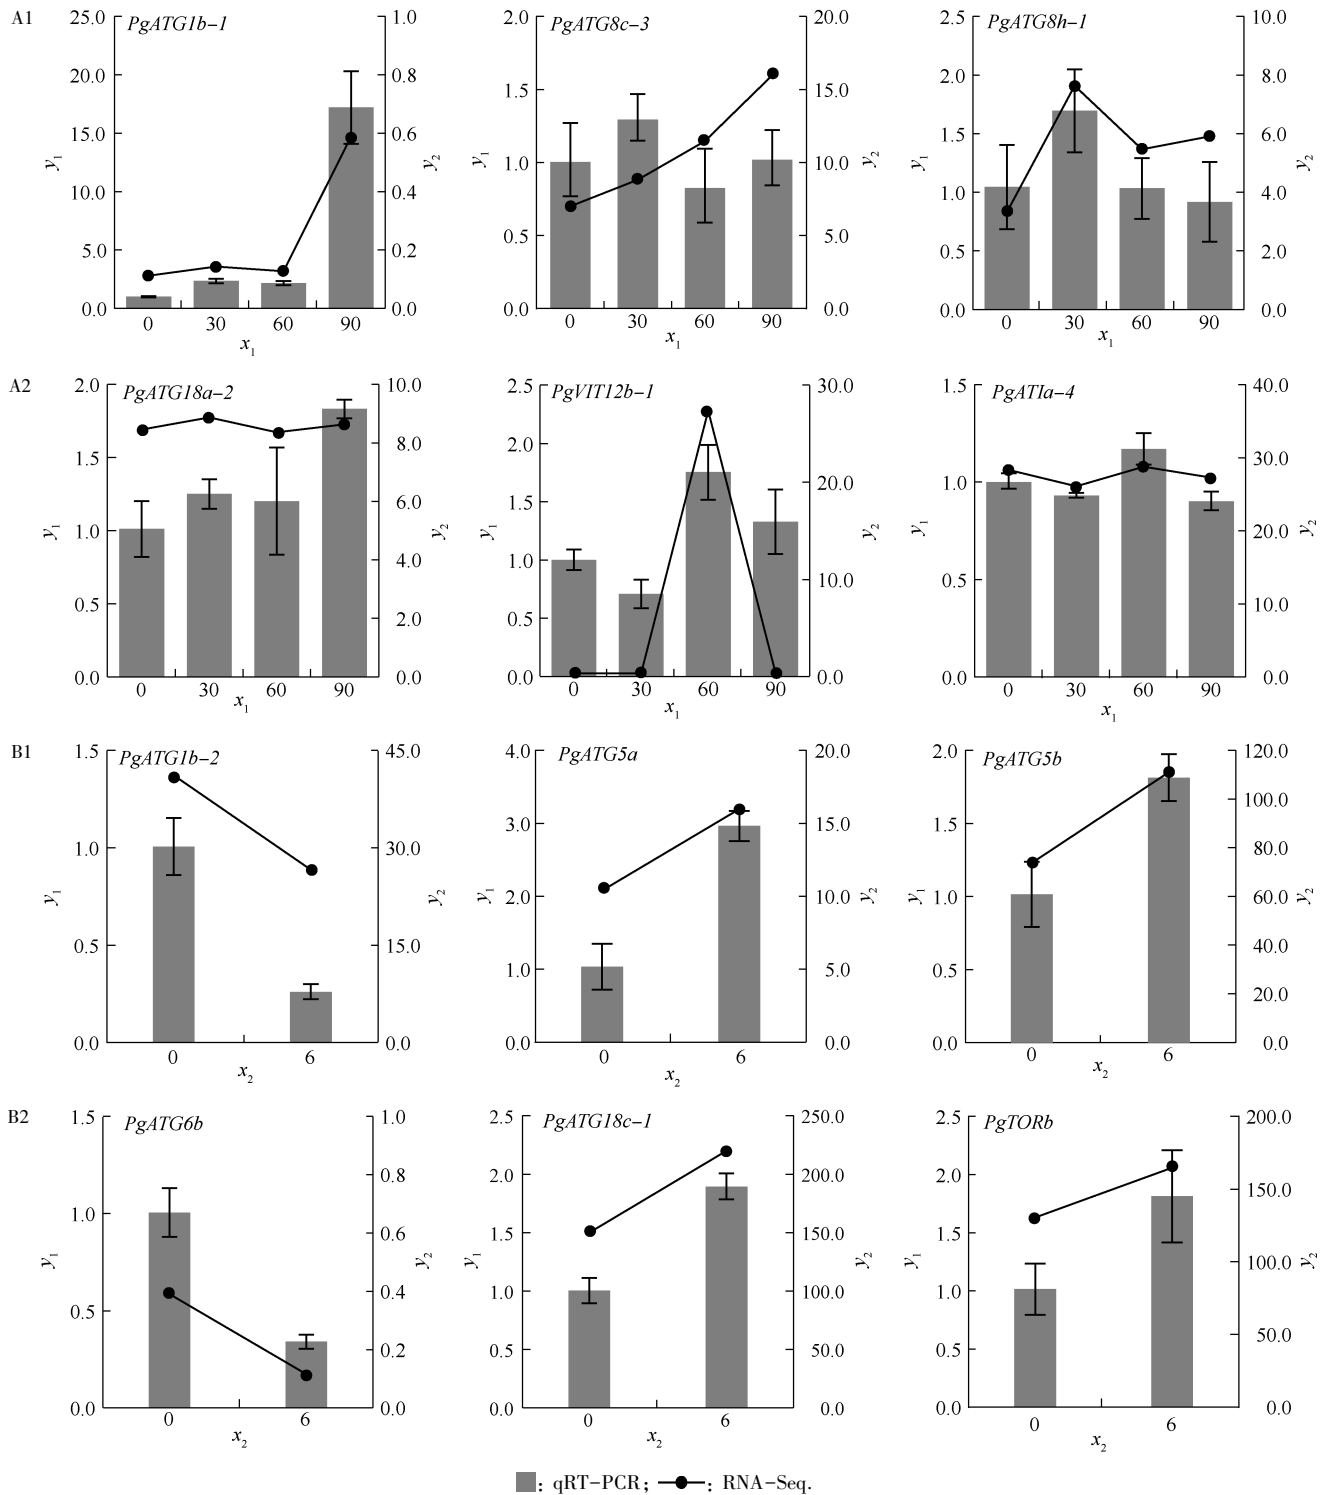 A1
PgATG1b-1
25.0
20.0
15.0
10.0
5.0
0.0
y1
1.0
0.8
0.6
0.4
0.2
0.0
y2
0 30 60 90
x1
PgATG8c-3
2.0
1.5
1.0
0.5
0.0
y1
20.0
15.0
10.0
5.0
0.0
y2
0 30 60 90
x1
PgATG8h-1
2.5
2.0
1.5
1.0
0.5
0.0
y1
10.0
8.0
6.0
4.0
2.0
0.0
y2
0 30 60 90
x1
A2
PgATG18a-2
2.0
1.5
1.0
0.5
0.0
y1
10.0
8.0
6.0
4.0
2.0
0.0
y2
0 30 60 90
x1
PgVIT12b-1
2.5
2.0
1.5
1.0
0.5
0.0
y1
30.0
20.0
10.0
0.0
y2
0 30 60 90
x1
PgATIa-4
1.5
1.0
0.5
0.0
y1
40.0
30.0
20.0
10.0
0.0
y2
0 30 60 90
x1
B1
PgATG1b-2
1.5
1.0
0.5
0.0
y1
45.0
30.0
15.0
0.0
y2
0 6
x2
PgATG5a
4.0
3.0
2.0
1.0
0.0
y1
20.0
15.0
10.0
5.0
0.0
y2
0 6
x2
PgATG5b
2.0
1.5
1.0
0.5
0.0
y1
120.0
100.0
80.0
60.0
40.0
20.0
0.0
y2
0 6
x2
B2
PgATG6b
1.5
1.0
0.5
0.0
y1
1.0
0.8
0.6
0.4
0.2
0.0
y2
0 6
x2
PgATG18c-1
2.5
2.0
1.5
1.0
0.5
0.0
y1
250.0
200.0
150.0
100.0
50.0
0.0
y2
0 6
x2
PgTORb
2.5
2.0
1.5
1.0
0.5
0.0
y1
200.0
150.0
100.0
50.0
0.0
y2
0 6
x2
: qRT-PCR; : RNA-Seq.